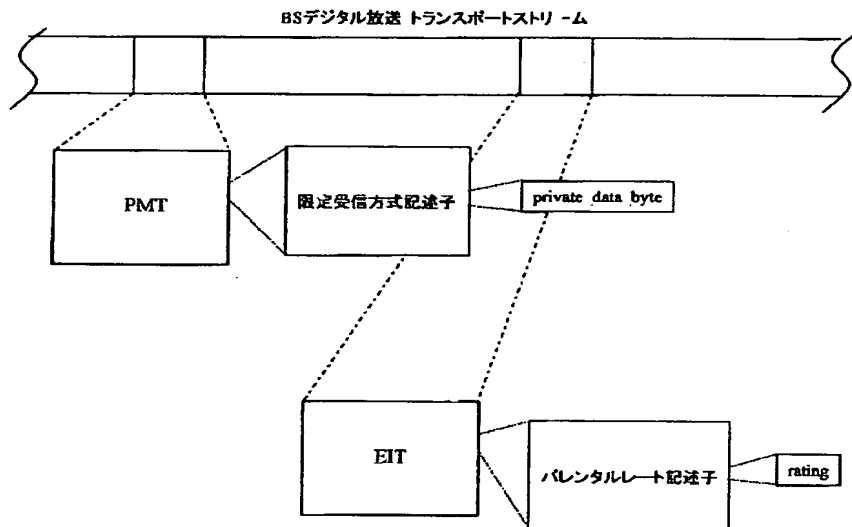 BSデジタル放送 トランスポートストリーム
PMT
限定受信方式記述子
private data byte
EIT
パレンタルレート記述子
rating